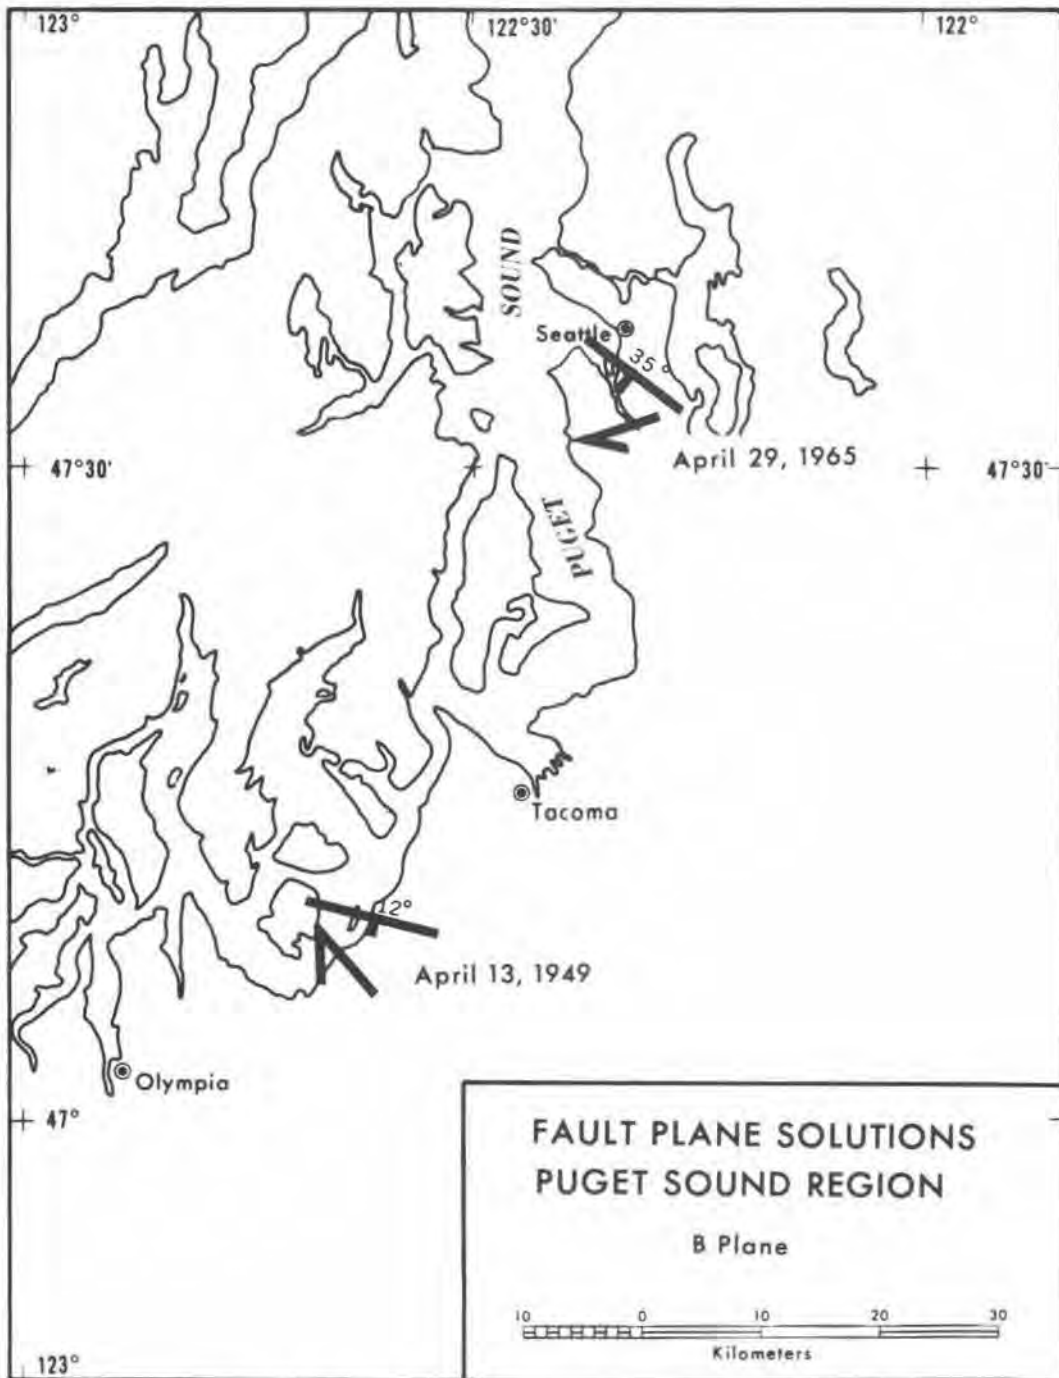 123°
122°30'
122°
SOUND
Seattle
35°
April 29, 1965
47°30'
47°30'
PUGET
Tacoma
12°
April 13, 1949
Olympia
47°
FAULT PLANE SOLUTIONS
PUGET SOUND REGION
B Plane
10 0 10 20 30
Kilometers
123°